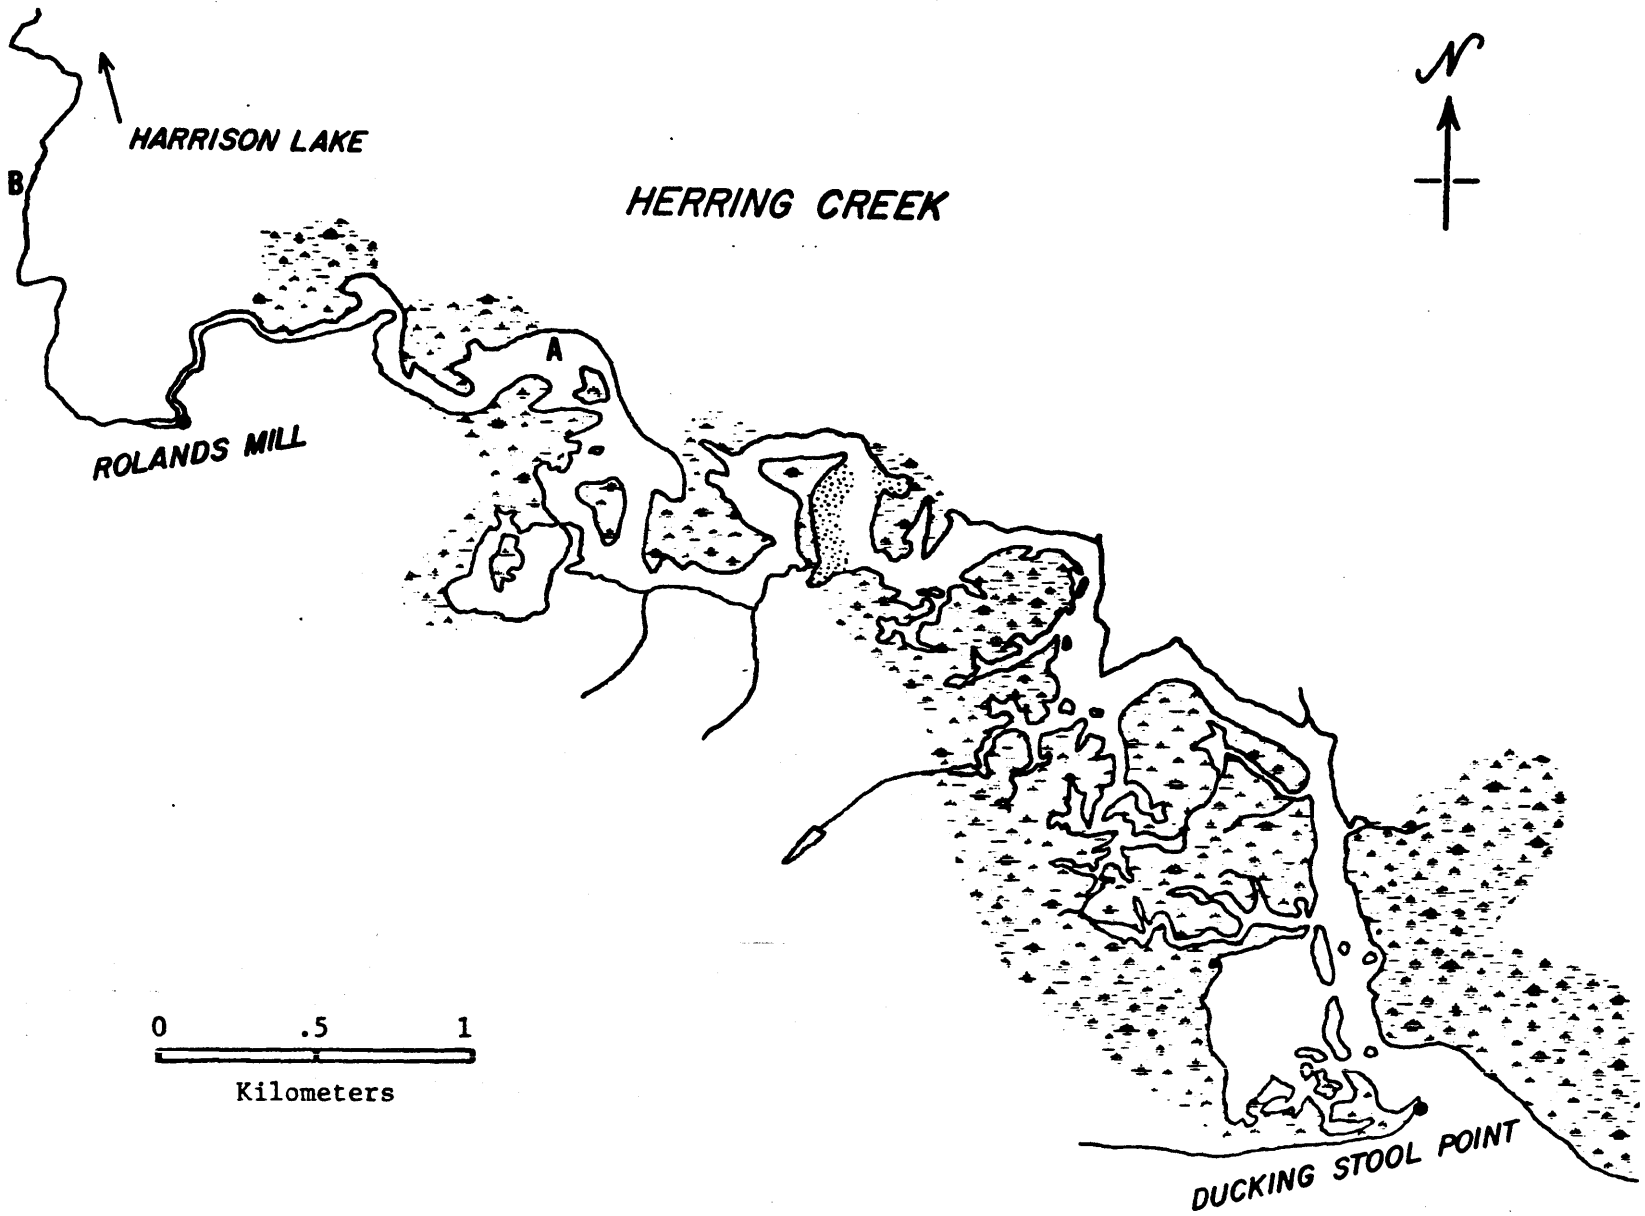 N
HARRISON LAKE
B
HERRING CREEK
A
ROLANDS MILL
0 .5 1
Kilometers
DUCKING STOOL POINT